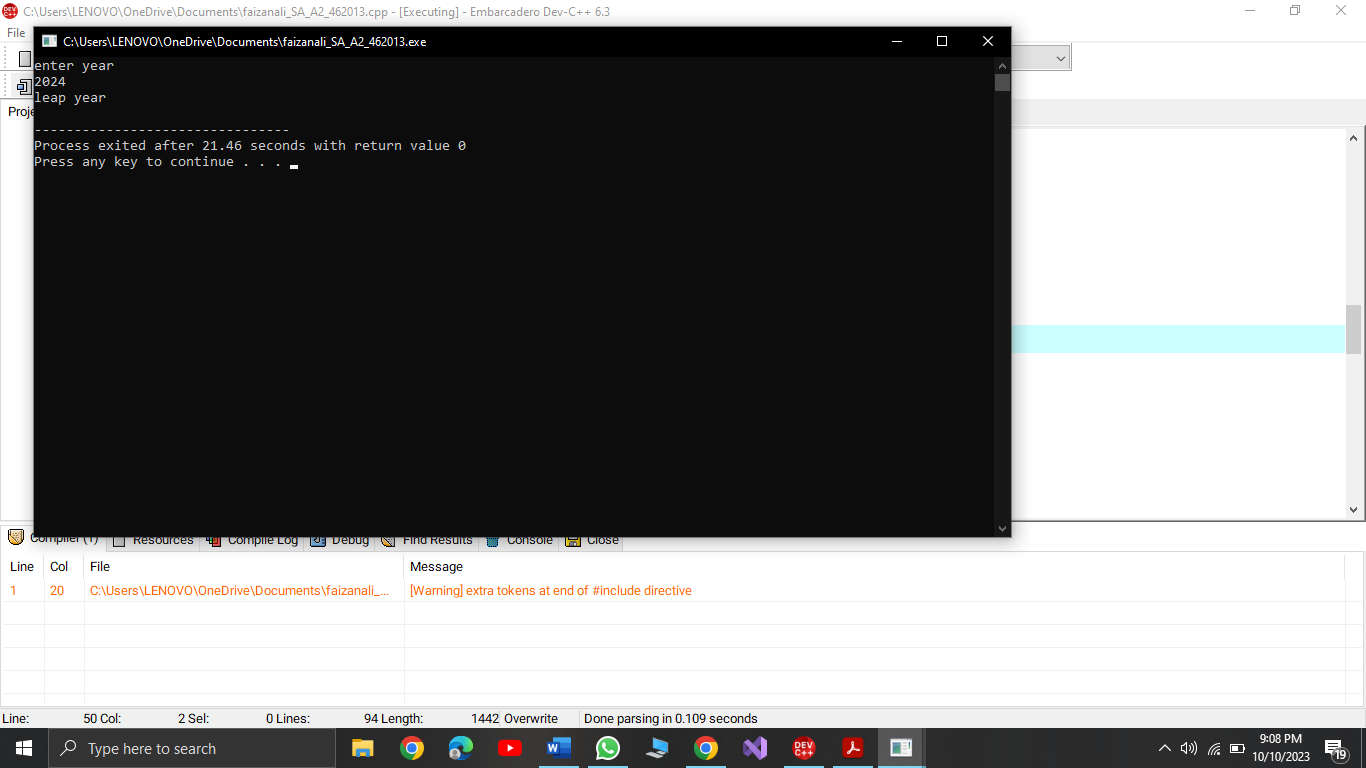 C:\Users\LENOVO\OneDrive\Documents\faizanali_SA_A2_462013.cpp - [Executing] - Embarcadero Dev-C++ 6.3
File
C:\Users\LENOVO\OneDrive\Documents\faizanali_SA_A2_462013.exe
enter year
2024
leap year
Proje
--------------------------------
Process exited after 21.46 seconds with return value 0
Press any key to continue . . .
Compiler (1) Resources Compile Log Debug Find Results Console Close
Line Col File Message
1 20 C:\Users\LENOVO\OneDrive\Documents\faizanali_... [Warning] extra tokens at end of #include directive
Line: 50 Col: 2 Sel: 0 Lines: 94 Length: 1442 Overwrite Done parsing in 0.109 seconds
Type here to search
DEV C++
9:08 PM
10/10/2023
19